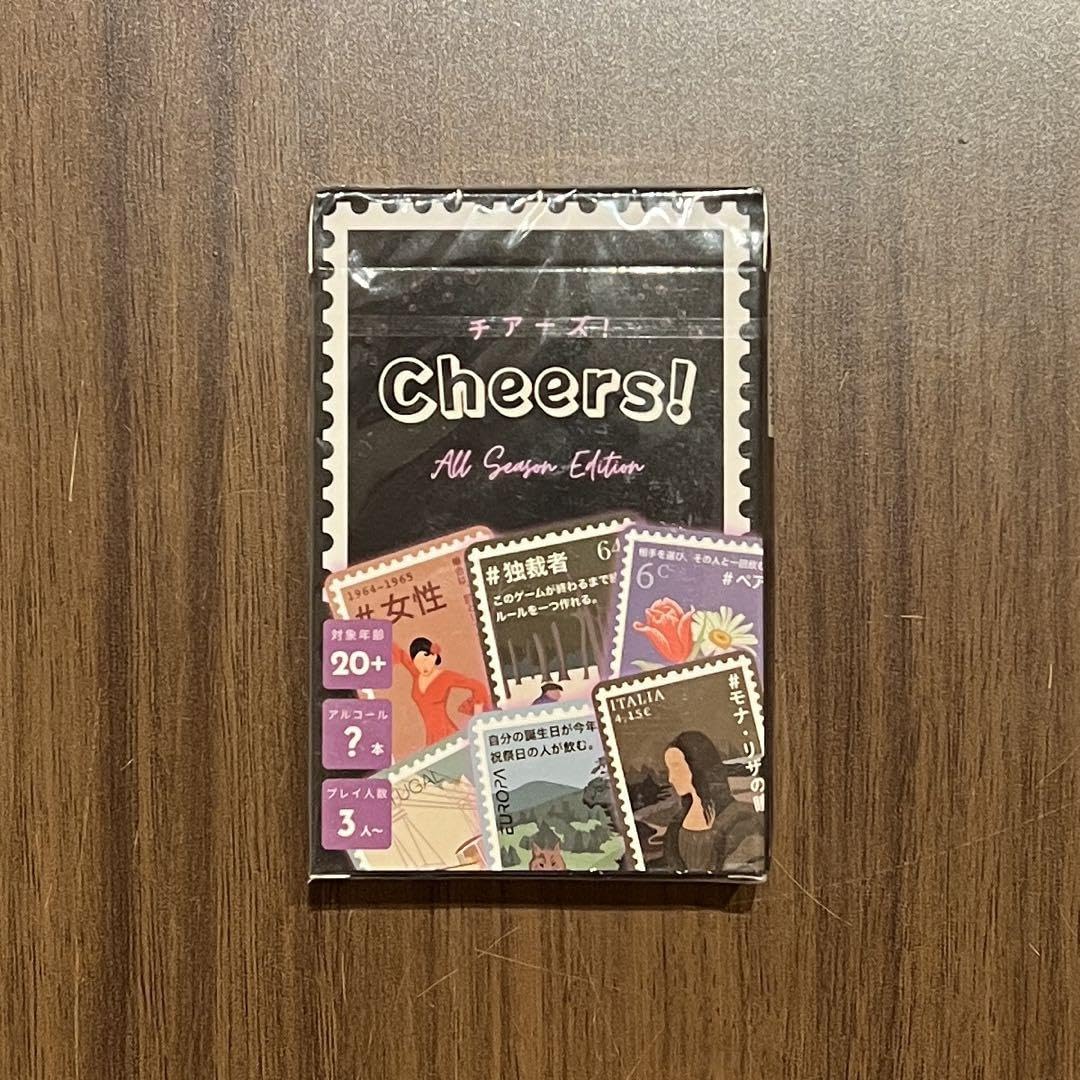 チアーズ!
Cheers!
All Season Edition
1964-1965
#女性
#独裁者
64
このゲームが終わるまで
ルールを一つ作れる。
相手を選び、その人と一回飲む
6c
#ペア
対象年齢
20+
アルコール
?本
プレイ人数
3人~
TUGAL
自分の誕生日が今年
祝祭日の人が飲む。
EUROPA
ITALIA
#モナ・リザの